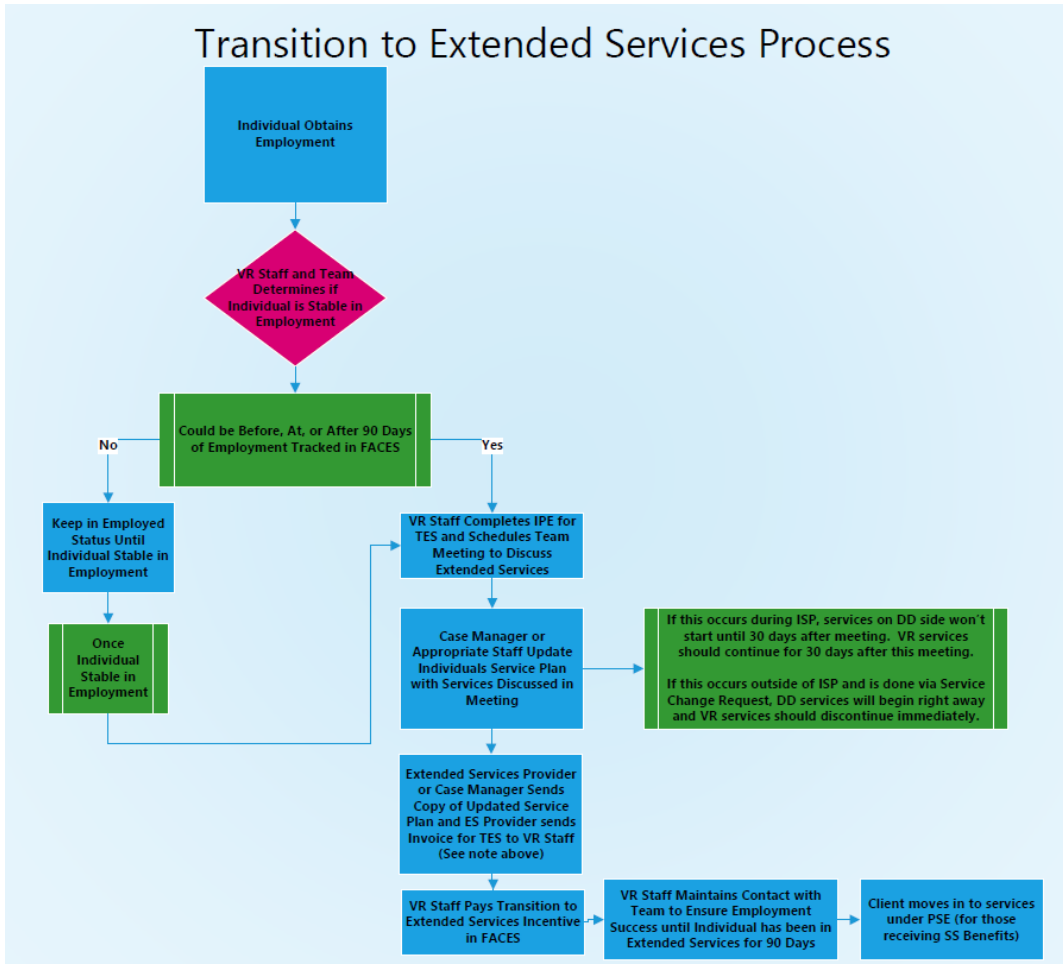 Transition to Extended Services Process
Individual Obtains
Employment
VR Staff and Team
Determines if
Individual is Stable in
Employment
Could be Before, At, or After 90 Days
of Employment Tracked in FACES
No
Yes
Keep in Employed
Status Until
Individual Stable in
Employment
Once
Individual
Stable in
Employment
VR Staff Completes IPE for
TES and Schedules Team
Meeting to Discuss
Extended Services
Case Manager or
Appropriate Staff Update
Individuals Service Plan
with Services Discussed in
Meeting
If this occurs during ISP, services on DD side won't
start until 30 days after meeting. VR services
should continue for 30 days after this meeting.
If this occurs outside of ISP and is done via Service
Change Request, DD services will begin right away
and VR services should discontinue immediately.
Extended Services Provider
or Case Manager Sends
Copy of Updated Service
Plan and ES Provider sends
Invoice for TES to VR Staff
(See note above)
VR Staff Pays Transition to
Extended Services Incentive
in FACES
VR Staff Maintains Contact with
Team to Ensure Employment
Success until Individual has been in
Extended Services for 90 Days
Client moves in to services
under PSE (for those
receiving SS Benefits)